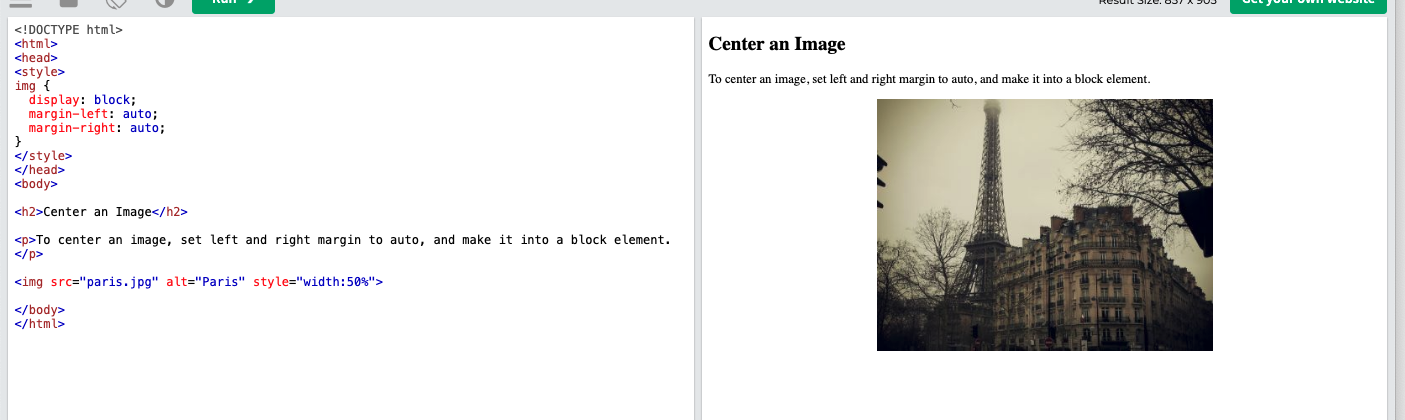 Run ❯
Result Size: 837 x 903
Get your own website
<!DOCTYPE html>
<html>
<head>
<style>
img {
  display: block;
  margin-left: auto;
  margin-right: auto;
}
</style>
</head>
<body>
<h2>Center an Image</h2>
<p>To center an image, set left and right margin to auto, and make it into a block element.
</p>
<img src="paris.jpg" alt="Paris" style="width:50%">
</body>
</html>
Center an Image
To center an image, set left and right margin to auto, and make it into a block element.